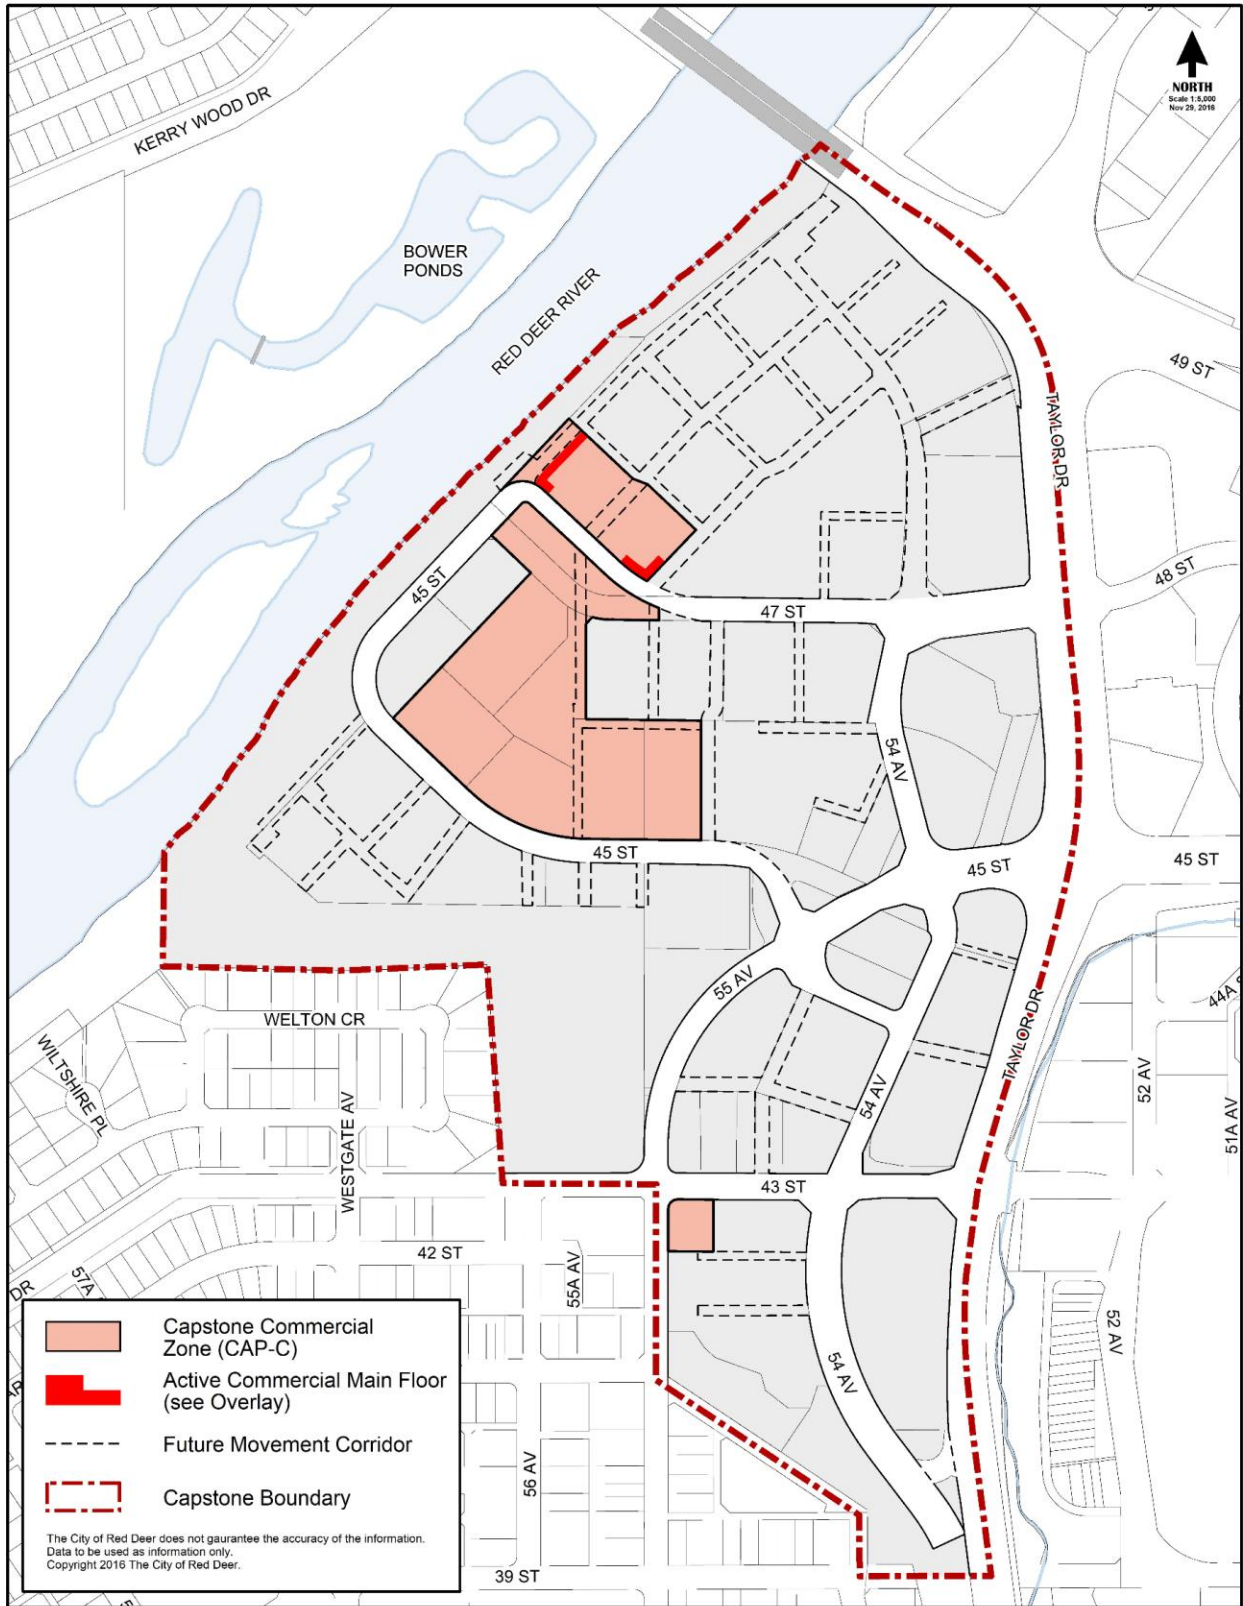 NORTH
Scale 1:5,000
Nov 29, 2016
KERRY WOOD DR
BOWER
PONDS
RED DEER RIVER
49 ST
TAYLOR DR
48 ST
45 ST
47 ST
54 AV
45 ST
45 ST
45 ST
55 AV
44A
WELTON CR
WILTSHIRE PL
WESTGATE AV
TAYLOR DR
54 AV
52 AV
51A AV
43 ST
42 ST
55A AV
57A
DR
52 AV
54 AV
56 AV
39 ST
Capstone Commercial
Zone (CAP-C)
Active Commercial Main Floor
(see Overlay)
Future Movement Corridor
Capstone Boundary
The City of Red Deer does not gaurantee the accuracy of the information.
Data to be used as information only.
Copyright 2016 The City of Red Deer.